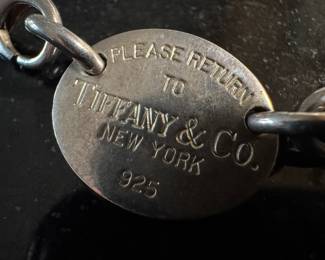 PLEASE RETURN
TO
TIFFANY & CO.
NEW YORK
925